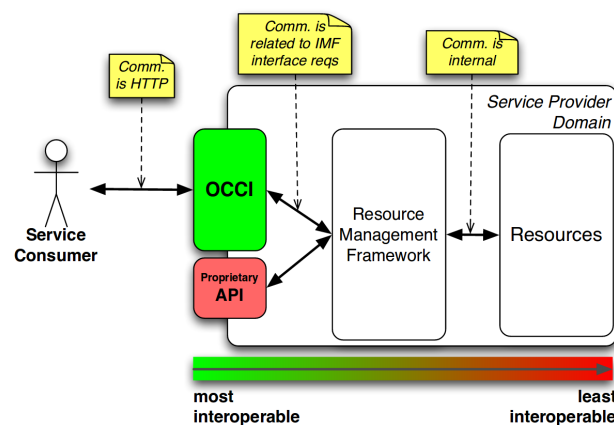 Comm.
is HTTP
Comm. is
related to IMF
interface reqs
Comm. is
internal
Service Provider
Domain
OCCI
Resource
Management
Framework
Resources
Service
Consumer
Proprietary
API
most
interoperable
least
interoperable